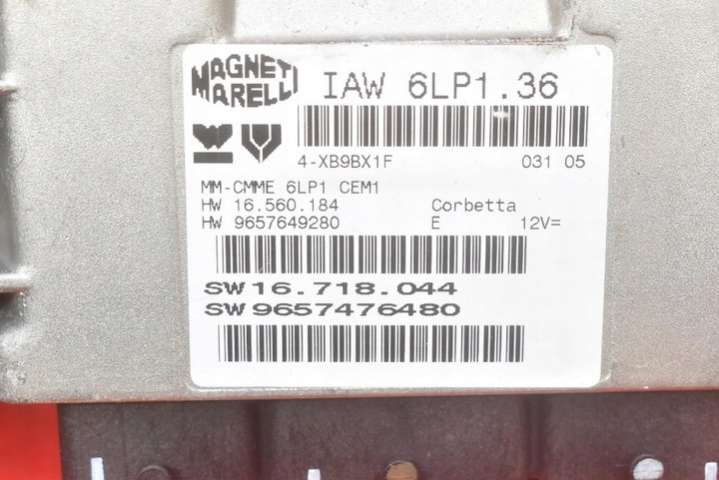 MAGNETI
MARELLI
IAW 6LP1.36
4-XB9BX1F 031 05
MM-CMME 6LP1 CEM1
HW 16.560.184 Corbetta
HW 9657649280 E 12V=
SW 16.718.044
SW 9657476480